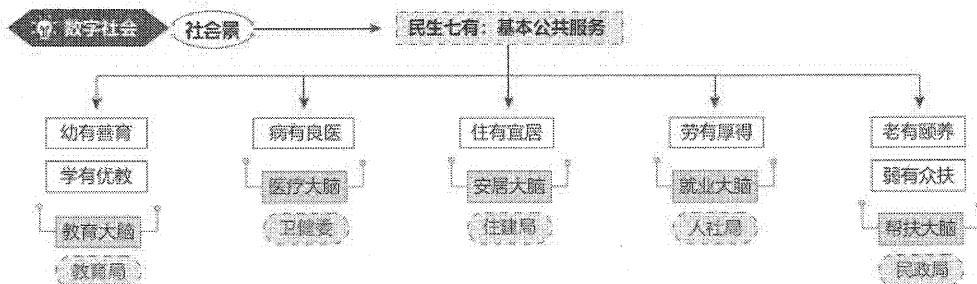 数字社会
社会景
民生七有：基本公共服务
幼有善育
学有优教
教育大脑
教育局
病有良医
医疗大脑
卫健委
住有宜居
安居大脑
住建局
劳有厚得
就业大脑
人社局
老有颐养
弱有众扶
帮扶大脑
民政局